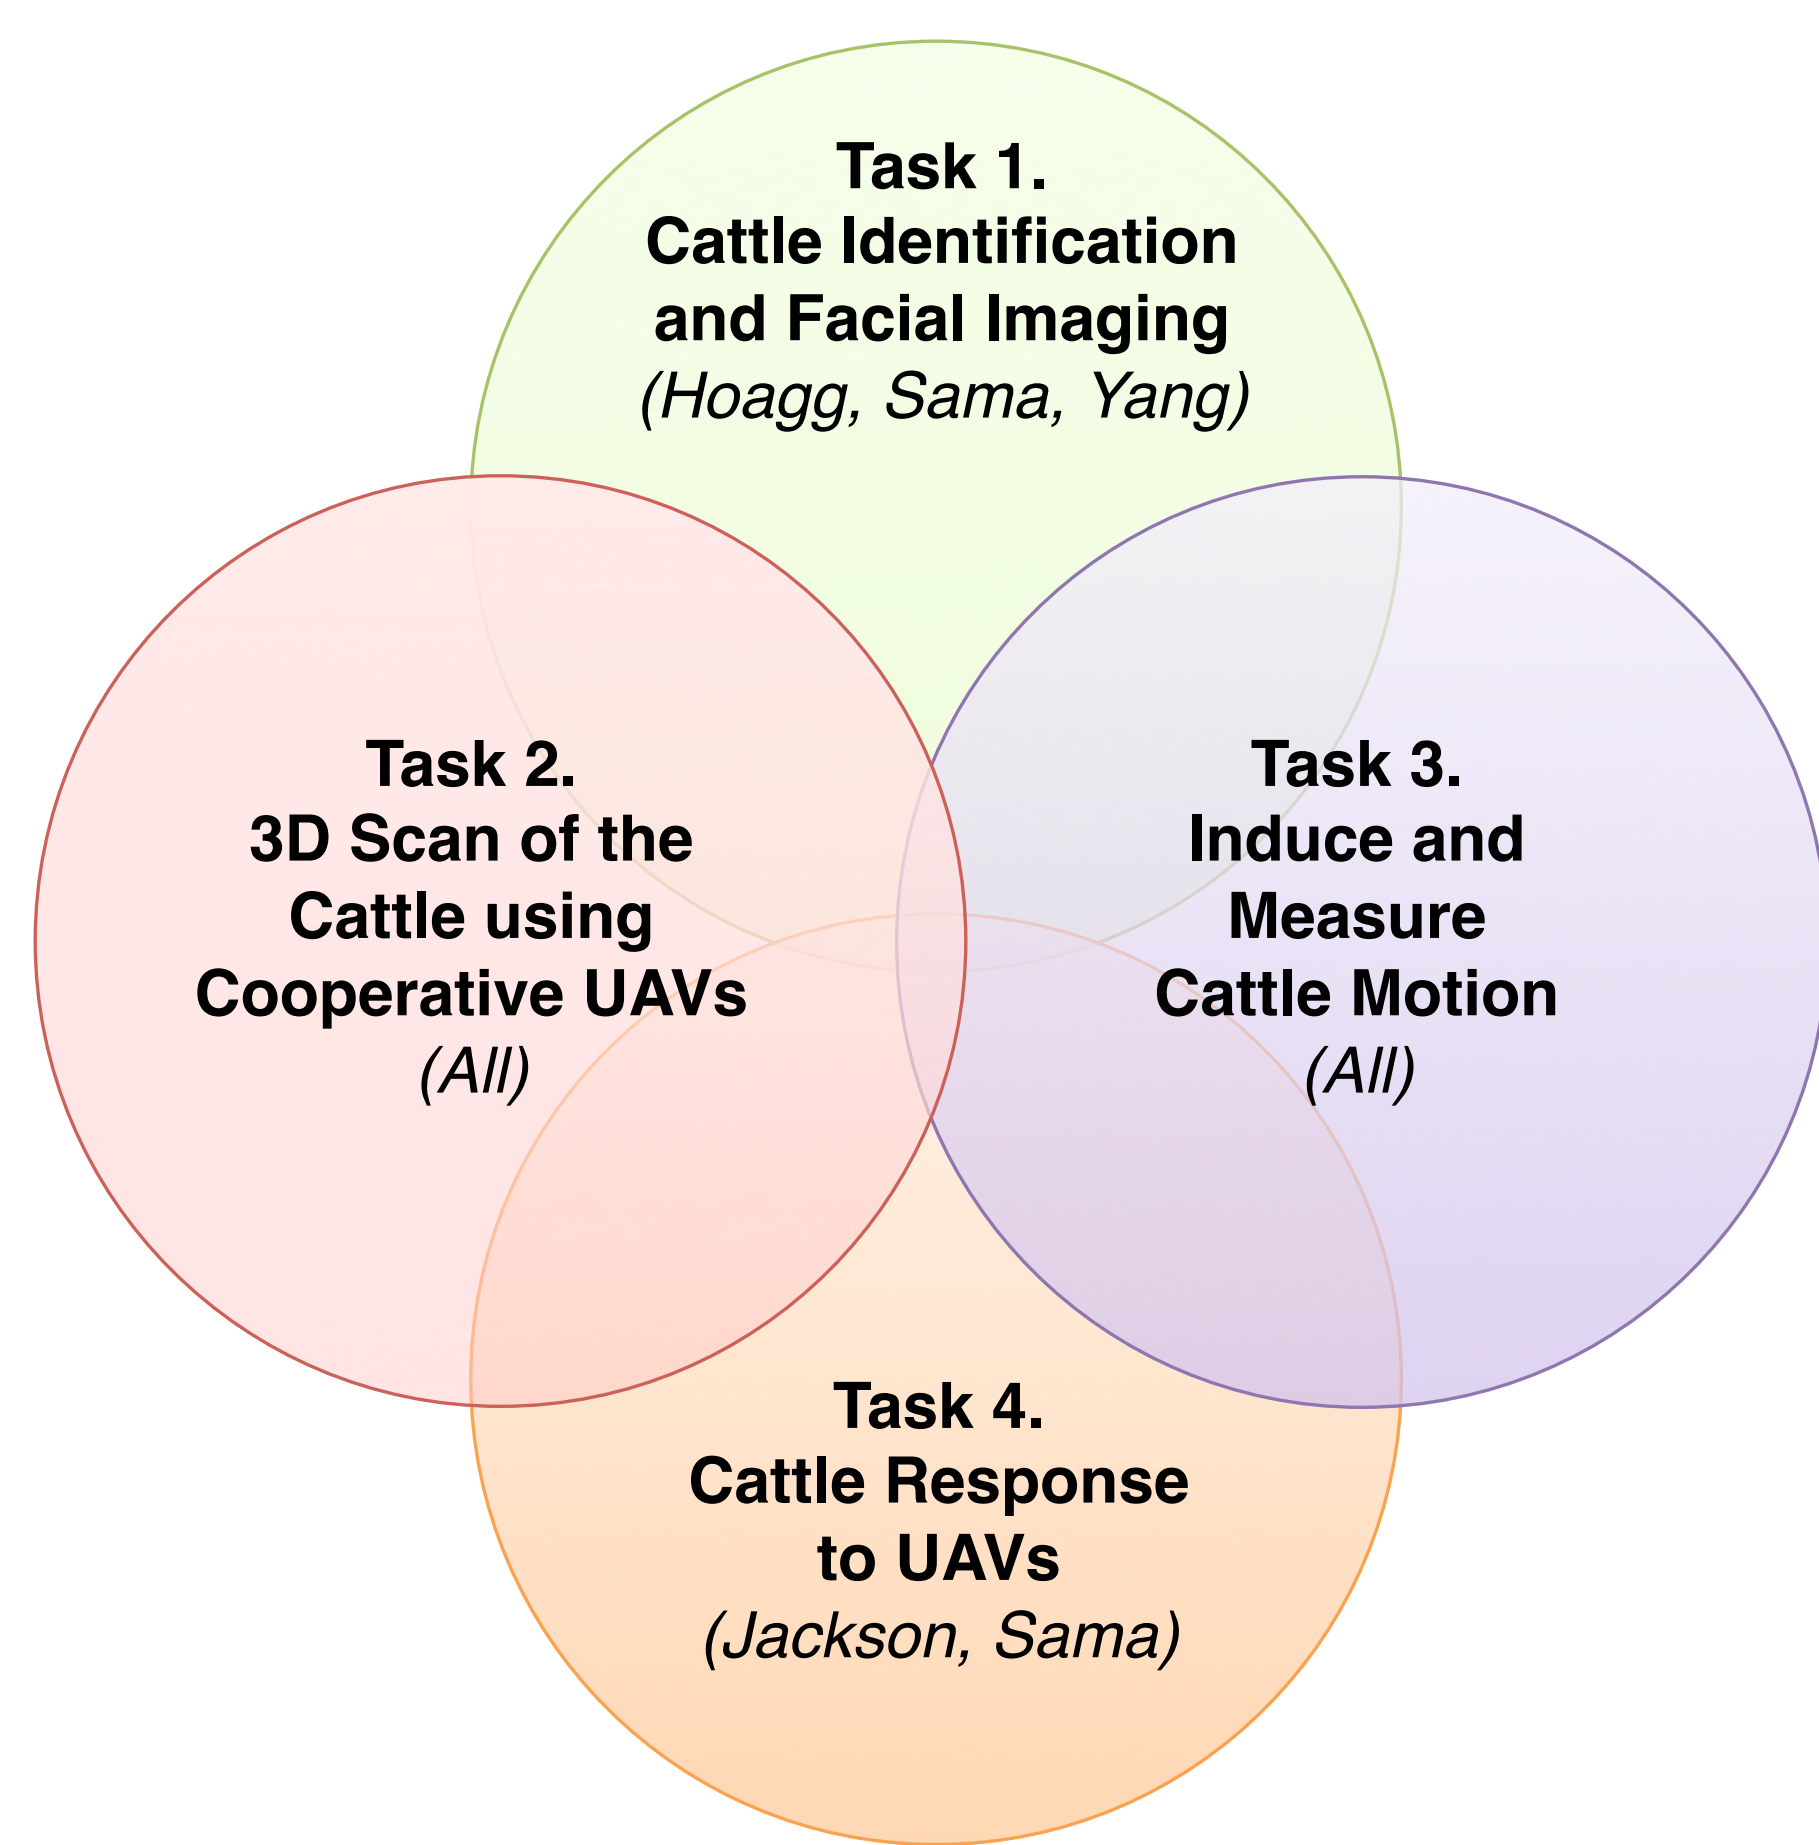 Task 1.
Cattle Identification
and Facial Imaging
(Hoagg, Sama, Yang)
Task 2.
3D Scan of the
Cattle using
Cooperative UAVs
(All)
Task 3.
Induce and
Measure
Cattle Motion
(All)
Task 4.
Cattle Response
to UAVs
(Jackson, Sama)